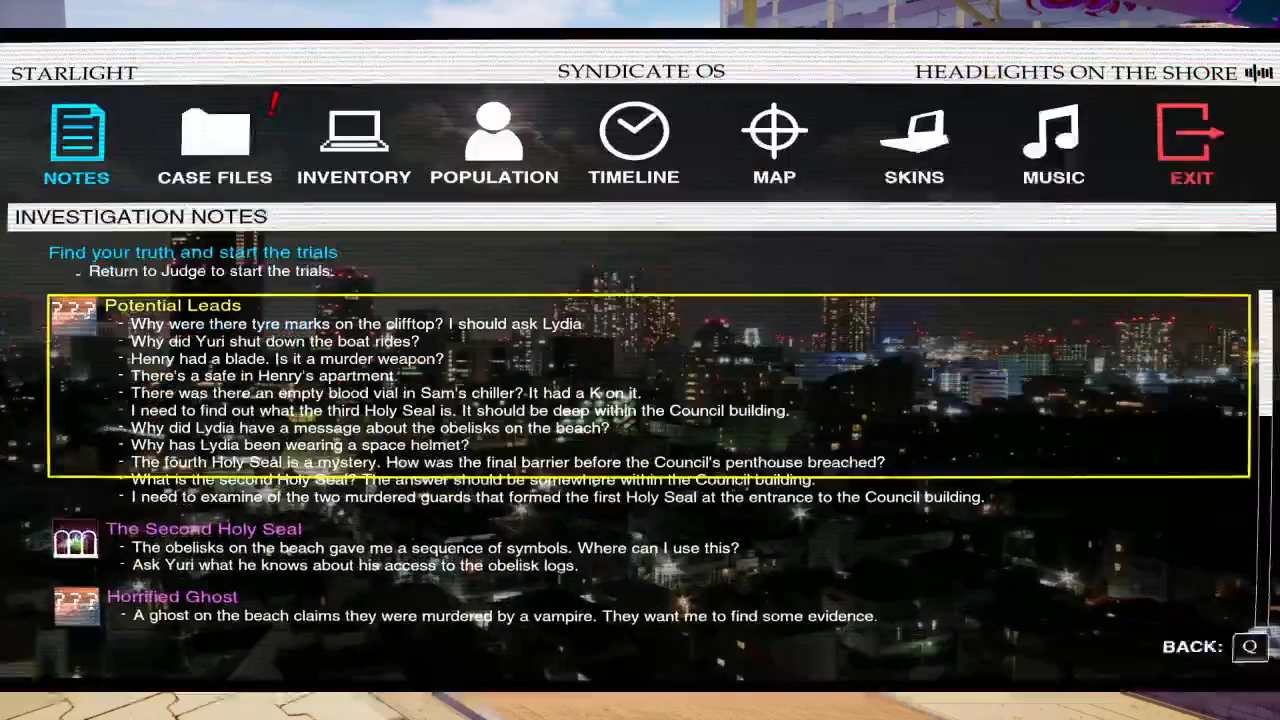 STARLIGHT
SYNDICATE OS
HEADLIGHTS ON THE SHORE
!
NOTES
CASE FILES
INVENTORY
POPULATION
TIMELINE
MAP
SKINS
MUSIC
EXIT
INVESTIGATION NOTES
Find your truth and start the trials
- Return to Judge to start the trials.
??? Potential Leads
- Why were there tyre marks on the clifftop? I should ask Lydia
- Why did Yuri shut down the boat rides?
- Henry had a blade. Is it a murder weapon?
- There's a safe in Henry's apartment
- There was there an empty blood vial in Sam's chiller? It had a K on it.
- I need to find out what the third Holy Seal is. It should be deep within the Council building.
- Why did Lydia have a message about the obelisks on the beach?
- Why has Lydia been wearing a space helmet?
- The fourth Holy Seal is a mystery. How was the final barrier before the Council's penthouse breached?
- What is the second Holy Seal? The answer should be somewhere within the Council building.
- I need to examine of the two murdered guards that formed the first Holy Seal at the entrance to the Council building.
The Second Holy Seal
- The obelisks on the beach gave me a sequence of symbols. Where can I use this?
- Ask Yuri what he knows about his access to the obelisk logs.
??? Horrified Ghost
- A ghost on the beach claims they were murdered by a vampire. They want me to find some evidence.
BACK: Q